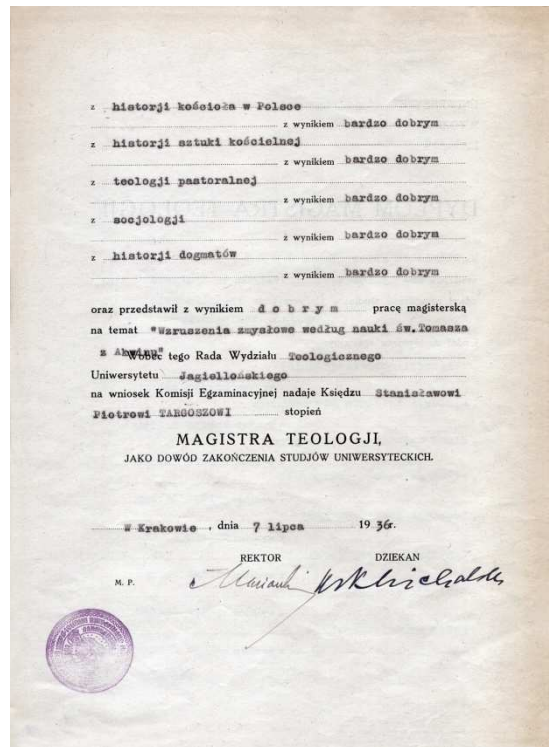 z historji kościoła w Polsce
z wynikiem bardzo dobrym
z historji sztuki kościelnej
z wynikiem bardzo dobrym
z teologji pastoralnej
z wynikiem bardzo dobrym
z socjologji
z wynikiem bardzo dobrym
z historji dogmatów
z wynikiem bardzo dobrym
oraz przedstawił z wynikiem dobrym pracę magisterską
na temat "Wzruszenia zmysłowe według nauki św. Tomasza
z Akwinu"
Wobec tego Rada Wydziału Teologicznego
Uniwersytetu Jagiellońskiego
na wniosek Komisji Egzaminacyjnej nadaje Księdzu Stanisławowi
Piotrowi TARGOSZOWI stopień
MAGISTRA TEOLOGJI,
JAKO DOWÓD ZAKOŃCZENIA STUDJÓW UNIWERSYTECKICH.
W Krakowie, dnia 7 lipca 1936r.
REKTOR DZIEKAN
M. P.